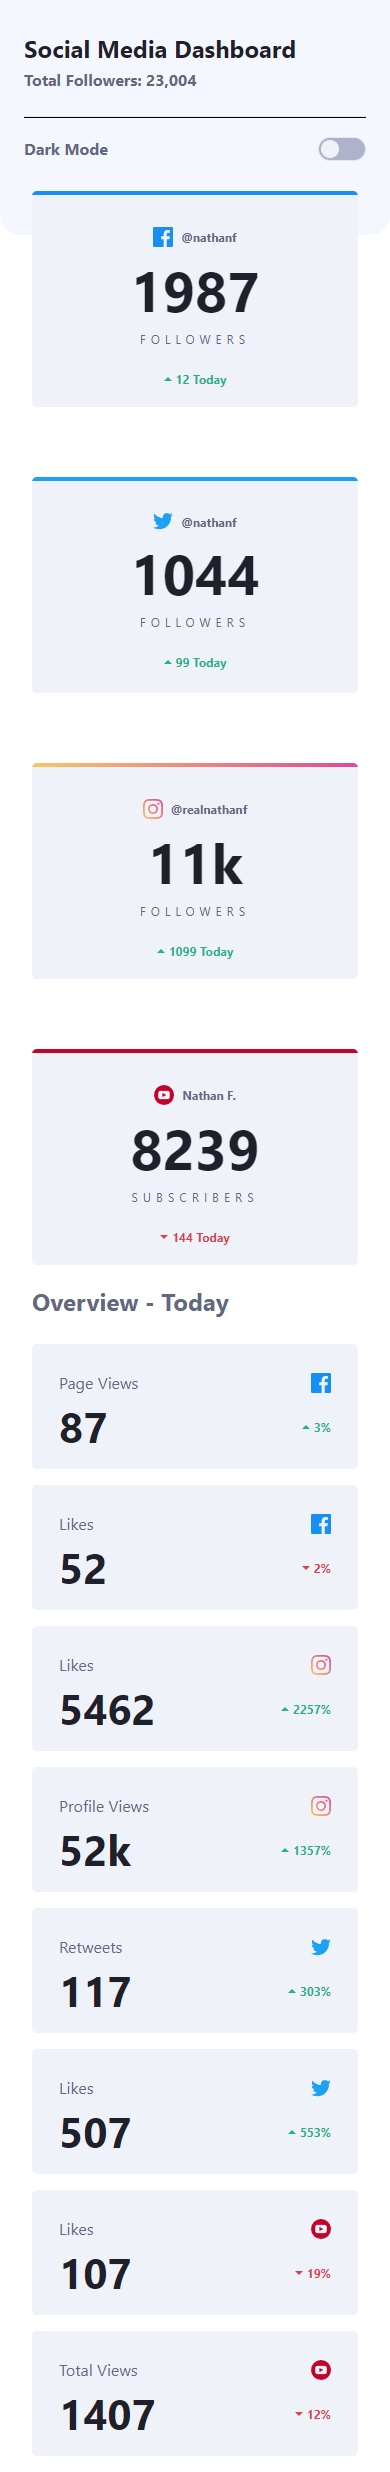 Social Media Dashboard
Total Followers: 23,004
Dark Mode
@nathanf
1987
FOLLOWERS
12 Today
@nathanf
1044
FOLLOWERS
99 Today
@realnathanf
11k
FOLLOWERS
1099 Today
Nathan F.
8239
SUBSCRIBERS
144 Today
Overview - Today
Page Views
87
3%
Likes
52
2%
Likes
5462
2257%
Profile Views
52k
1357%
Retweets
117
303%
Likes
507
553%
Likes
107
19%
Total Views
1407
12%